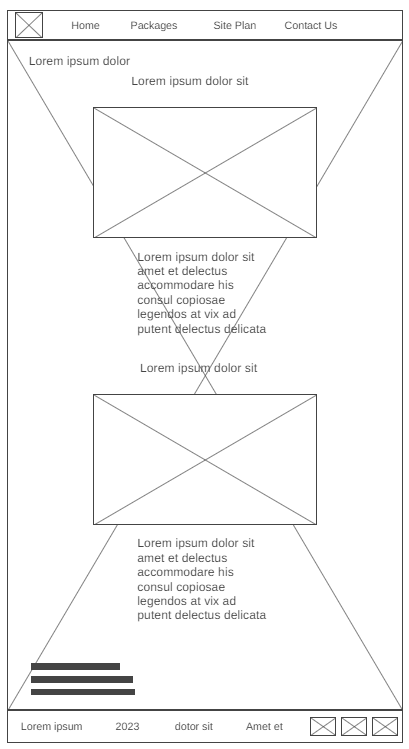 Home Packages Site Plan Contact Us
Lorem ipsum dolor
Lorem ipsum dolor sit
Lorem ipsum dolor sit
amet et delectus
accommodare his
consul copiosae
legendos at vix ad
putent delectus delicata
Lorem ipsum dolor sit
Lorem ipsum dolor sit
amet et delectus
accommodare his
consul copiosae
legendos at vix ad
putent delectus delicata
Lorem ipsum 2023 dotor sit Amet et